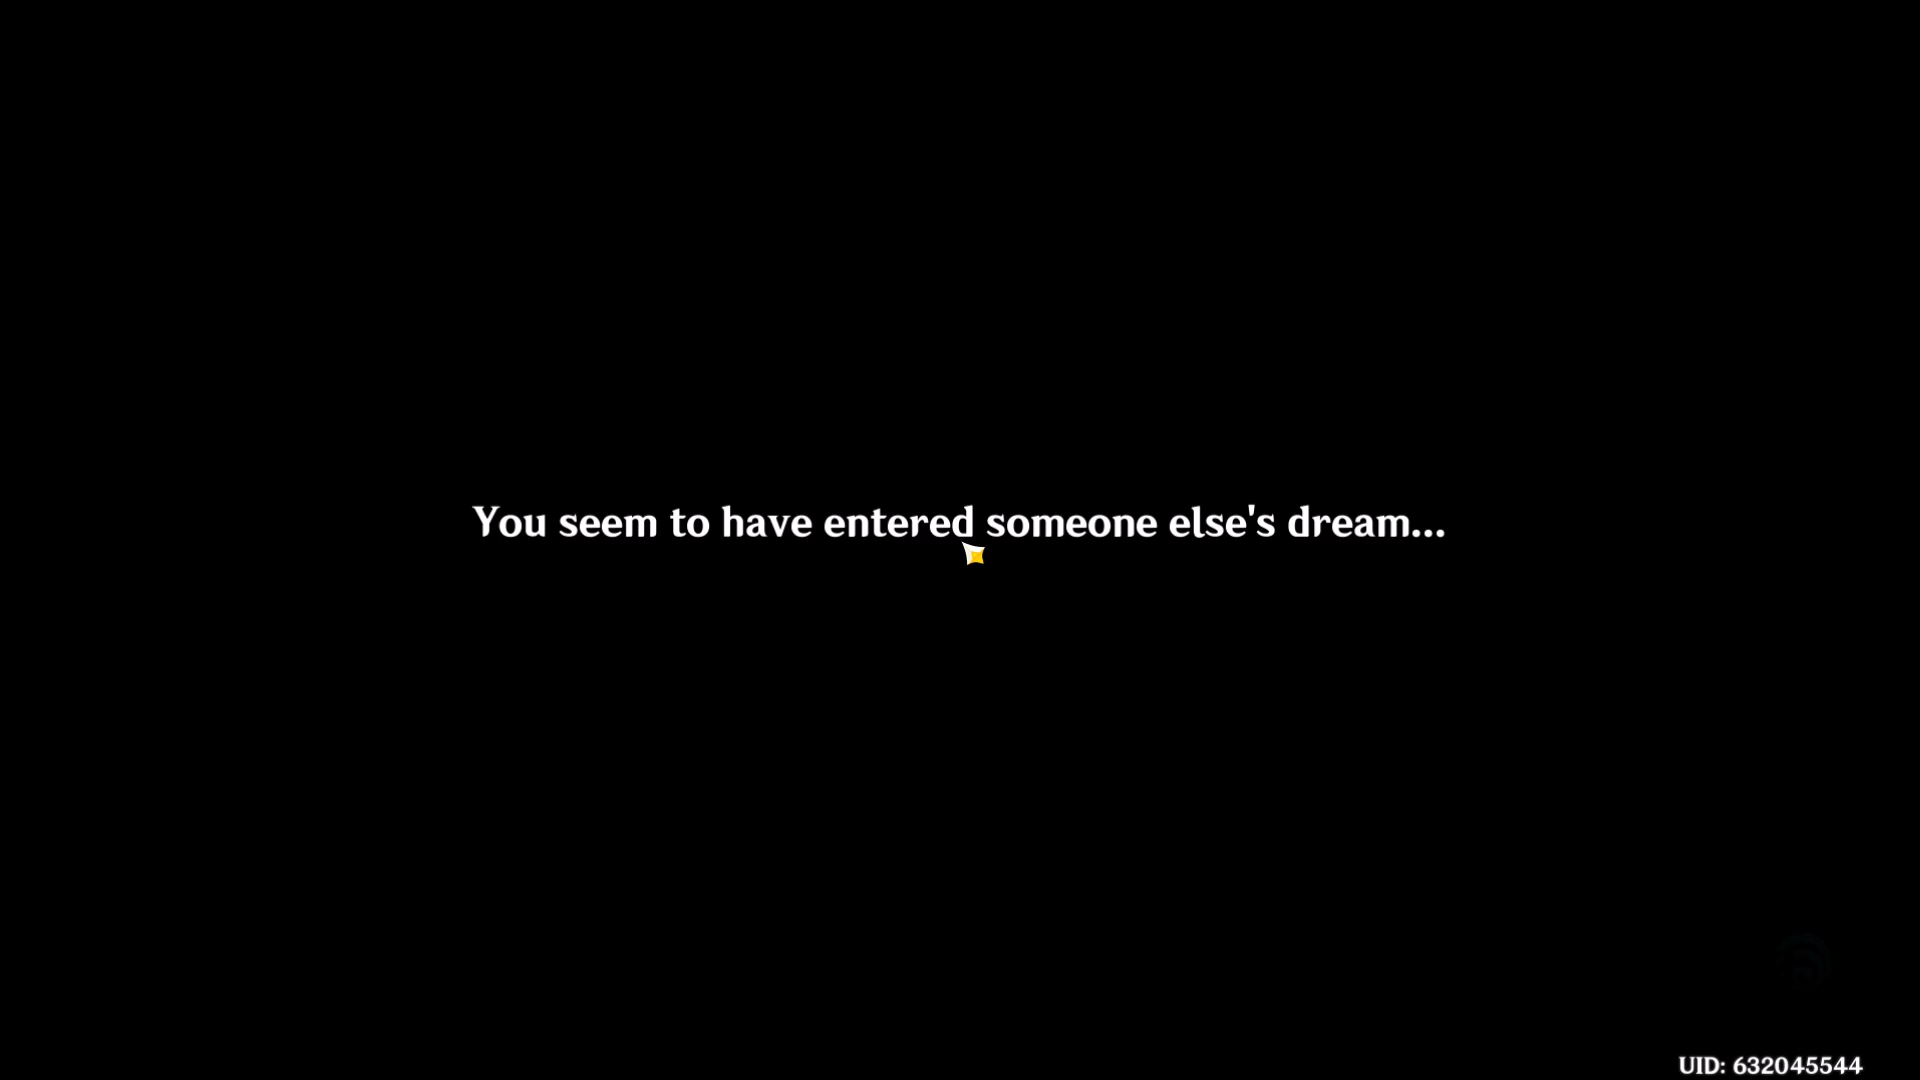 You seem to have entered someone else's dream...
UID: 632045544